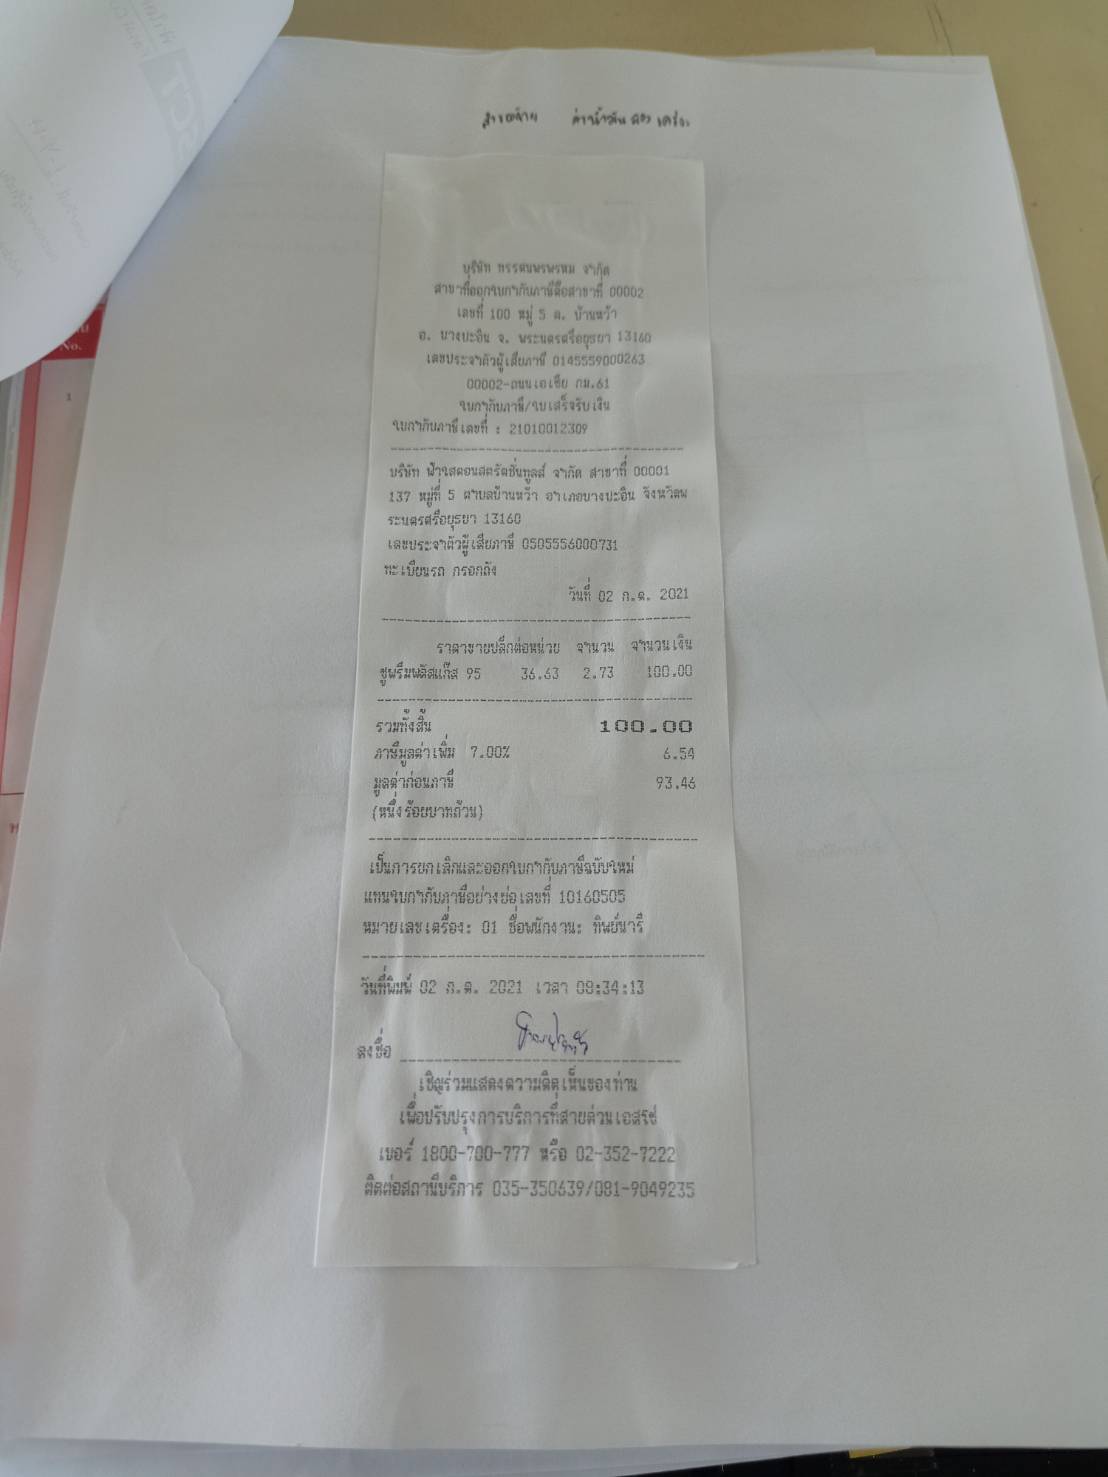 สำรองจ่าย ค่าน้ำมัน ลอง เครื่อง
บริษัท พรรณพรพรหม จำกัด
สาขาที่ออกใบกำกับภาษีคือสาขาที่ 00002
เลขที่ 100 หมู่ 5 ต. บ้านหว้า
อ. บางปะอิน จ. พระนครศรีอยุธยา 13160
เลขประจำตัวผู้เสียภาษี 0145559000263
00002-ถนนเอเซีย กม.61
ใบกำกับภาษี/ใบเสร็จรับเงิน
ใบกำกับภาษีเลขที่ : 21010012309
บริษัท ฟ้าใสคอนสตรัคชั่นทูลส์ จำกัด สาขาที่ 00001
137 หมู่ที่ 5 ตำบลบ้านหว้า อำเภอบางปะอิน จังหวัดพ
ระนครศรีอยุธยา 13160
เลขประจำตัวผู้เสียภาษี 0505556000731
ทะเบียนรถ กรอกถัง
วันที่ 02 ก.ค. 2021
ราคาขายปลีกต่อหน่วย จำนวน จำนวนเงิน
ซูพรีมพลัสแก๊ส 95 36.63 2.73 100.00
รวมทั้งสิ้น 100.00
ภาษีมูลค่าเพิ่ม 7.00% 6.54
มูลค่าก่อนภาษี 93.46
(หนึ่งร้อยบาทถ้วน)
เป็นการยกเลิกและออกใบกำกับภาษีฉบับใหม่
แทนใบกำกับภาษีอย่างย่อเลขที่ 10160505
หมายเลขเครื่อง: 01 ชื่อพนักงาน: ทิพย์นารี
วันที่พิมพ์ 02 ก.ค. 2021 เวลา 08:34:13
ลงชื่อ
เชิญร่วมแสดงความคิดเห็นของท่าน
เพื่อปรับปรุงการบริการที่สายด่วนเอสโซ่
เบอร์ 1800-700-777 หรือ 02-352-7222
ติดต่อสถานีบริการ 035-350639/081-9049235